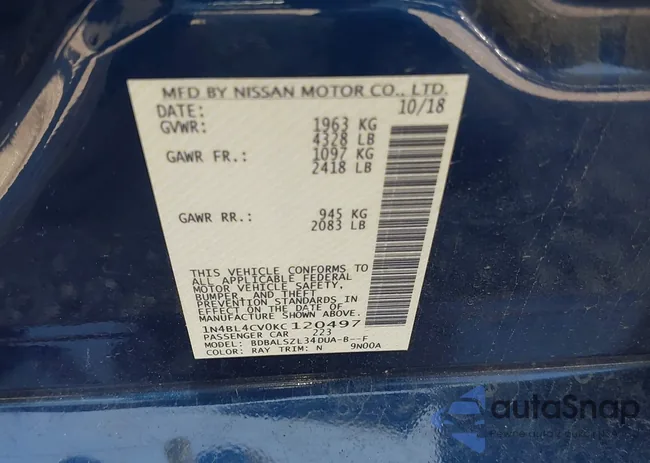 MFD BY NISSAN MOTOR CO., LTD.
DATE: 10/18
GVWR: 1963 KG
4328 LB
GAWR FR.: 1097 KG
2418 LB
GAWR RR.: 945 KG
2083 LB
THIS VEHICLE CONFORMS TO
ALL APPLICABLE FEDERAL
MOTOR VEHICLE SAFETY,
BUMPER, AND THEFT
PREVENTION STANDARDS IN
EFFECT ON THE DATE OF
MANUFACTURE SHOWN ABOVE.
1N4BL4CV0KC120497
PASSENGER CAR 223
MODEL: BDBALSZL34DUA-B--F
COLOR: RAY TRIM: N 9N00A
autoSnap